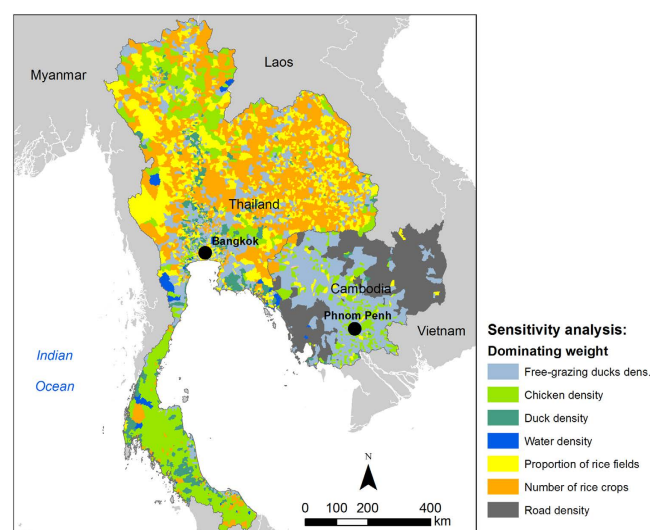 Myanmar
Laos
Thailand
Bangkok
Cambodia
Phnom Penh
Vietnam
Indian
Ocean
N
0 100 200 400
km
Sensitivity analysis:
Dominating weight
Free-grazing ducks dens.
Chicken density
Duck density
Water density
Proportion of rice fields
Number of rice crops
Road density